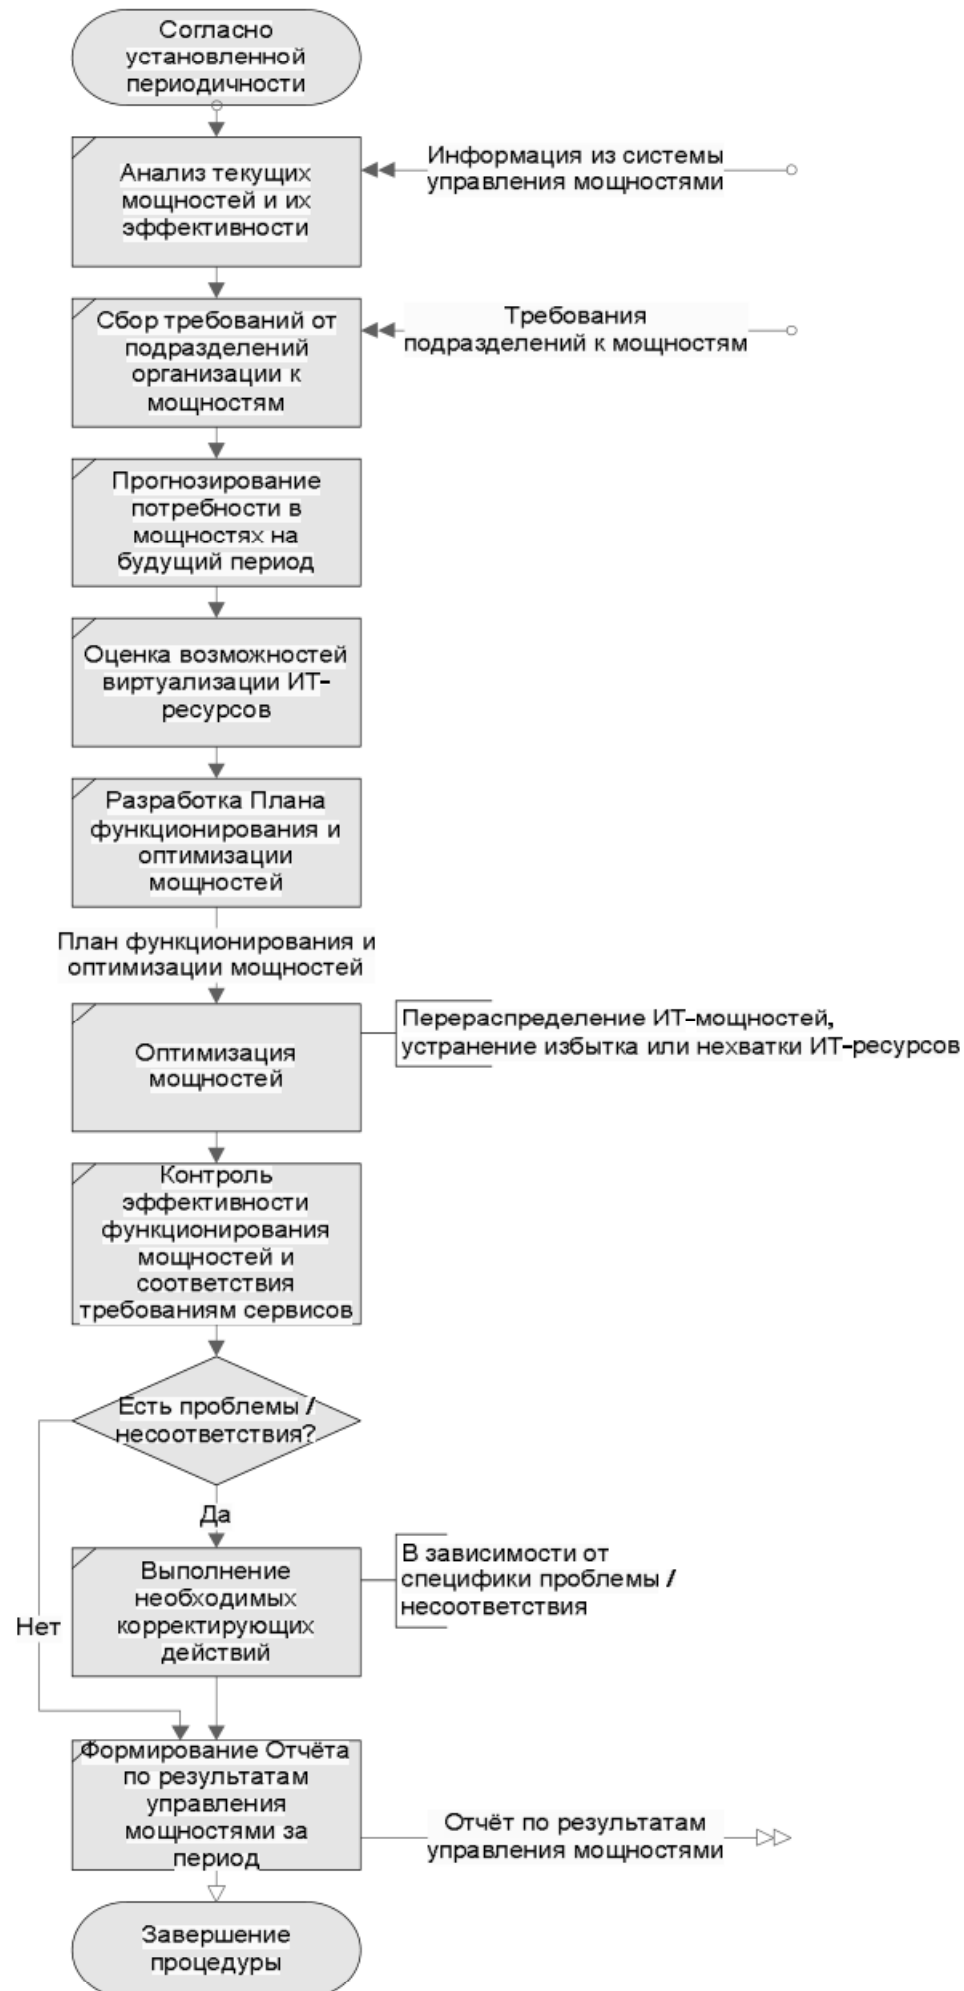 Согласно
установленной
периодичности
Анализ текущих
мощностей и их
эффективности
Информация из системы
управления мощностями
Сбор требований от
подразделений
организации к
мощностям
Требования
подразделений к мощностям
Прогнозирование
потребности в
мощностях на
будущий период
Оценка возможностей
виртуализации ИТ-
ресурсов
Разработка Плана
функционирования и
оптимизации
мощностей
План функционирования и
оптимизации мощностей
Оптимизация
мощностей
Перераспределение ИТ-мощностей,
устранение избытка или нехватки ИТ-ресурсов
Контроль
эффективности
функционирования
мощностей и
соответствия
требованиям сервисов
Есть проблемы /
несоответствия?
Да
Выполнение
необходимых
корректирующих
действий
В зависимости от
специфики проблемы /
несоответствия
Нет
Формирование Отчёта
по результатам
управления
мощностями за
период
Отчёт по результатам
управления мощностями
Завершение
процедуры